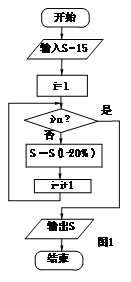 开始
输入S=15
i=1
i>n?
是
否
S=S(1-20%)
i=i+1
输出S
图1
结束